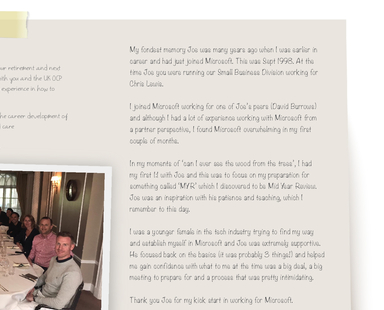 our retirement and next
with you and the UK OCP
experience in how to
the career development of
care
My fondest memory Joe was many years ago when I was earlier in
career and had just joined Microsoft. This was Sept 1998. At the
time Joe you were running our Small Business Division working for
Chris Lewis.
I joined Microsoft working for one of Joe's peers (David Burrows)
and although I had a lot of experience working with Microsoft from
a partner perspective, I found Microsoft overwhelming in my first
couple of months.
In my moments of "can I ever see the wood from the trees", I had
my first 1:1 with Joe and this was to focus on my preparation for
something called "MYR" which I discovered to be Mid Year Review.
Joe was an inspiration with his patience and teaching, which I
remember to this day.
I was a younger female in the tech industry trying to find my way
and establish myself in Microsoft and Joe was extremely supportive.
He focused back on the basics (it was probably 5 things!) and helped
me gain confidence with what to me at the time was a big deal, a big
meeting to prepare for and a process that was pretty intimidating.
Thank you Joe for my kick start in working for Microsoft.